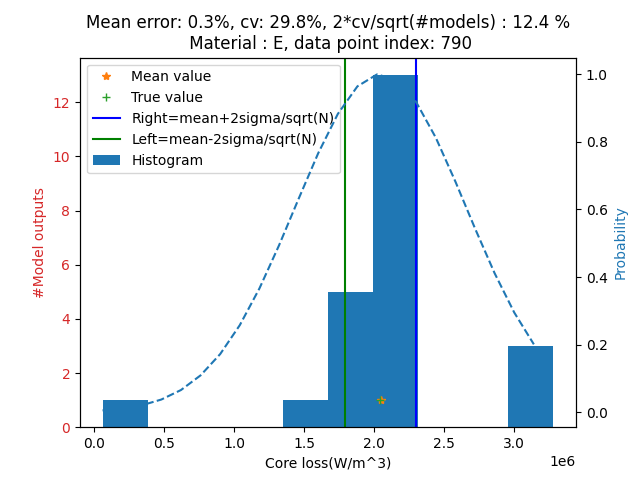 Mean error: 0.3%, cv: 29.8%, 2*cv/sqrt(#models) : 12.4 %
Material : E, data point index: 790
Mean value
True value
Right=mean+2sigma/sqrt(N)
Left=mean-2sigma/sqrt(N)
Histogram
#Model outputs
0
2
4
6
8
10
12
Probability
0.0
0.2
0.4
0.6
0.8
1.0
0.0 0.5 1.0 1.5 2.0 2.5 3.0
1e6
Core loss(W/m^3)